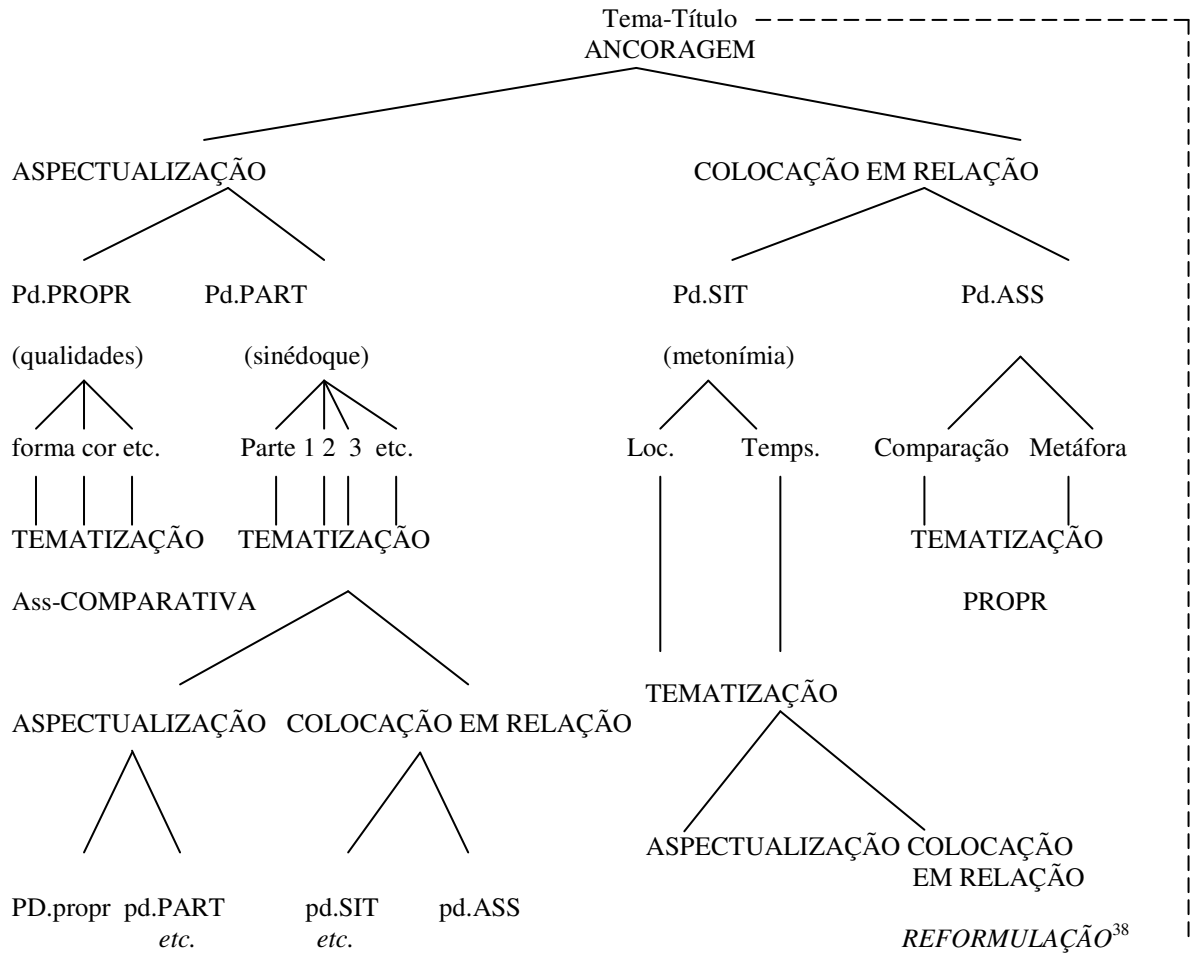 Tema-Título
ANCORAGEM
ASPECTUALIZAÇÃO COLOCAÇÃO EM RELAÇÃO
Pd.PROPR Pd.PART Pd.SIT Pd.ASS
(qualidades) (sinédoque) (metonímia)
forma cor etc. Parte 1 2 3 etc. Loc. Temps. Comparação Metáfora
TEMATIZAÇÃO TEMATIZAÇÃO TEMATIZAÇÃO
Ass-COMPARATIVA PROPR
TEMATIZAÇÃO
ASPECTUALIZAÇÃO COLOCAÇÃO EM RELAÇÃO
ASPECTUALIZAÇÃO COLOCAÇÃO
EM RELAÇÃO
PD.propr pd.PART pd.SIT pd.ASS
etc. etc. REFORMULAÇÃO38